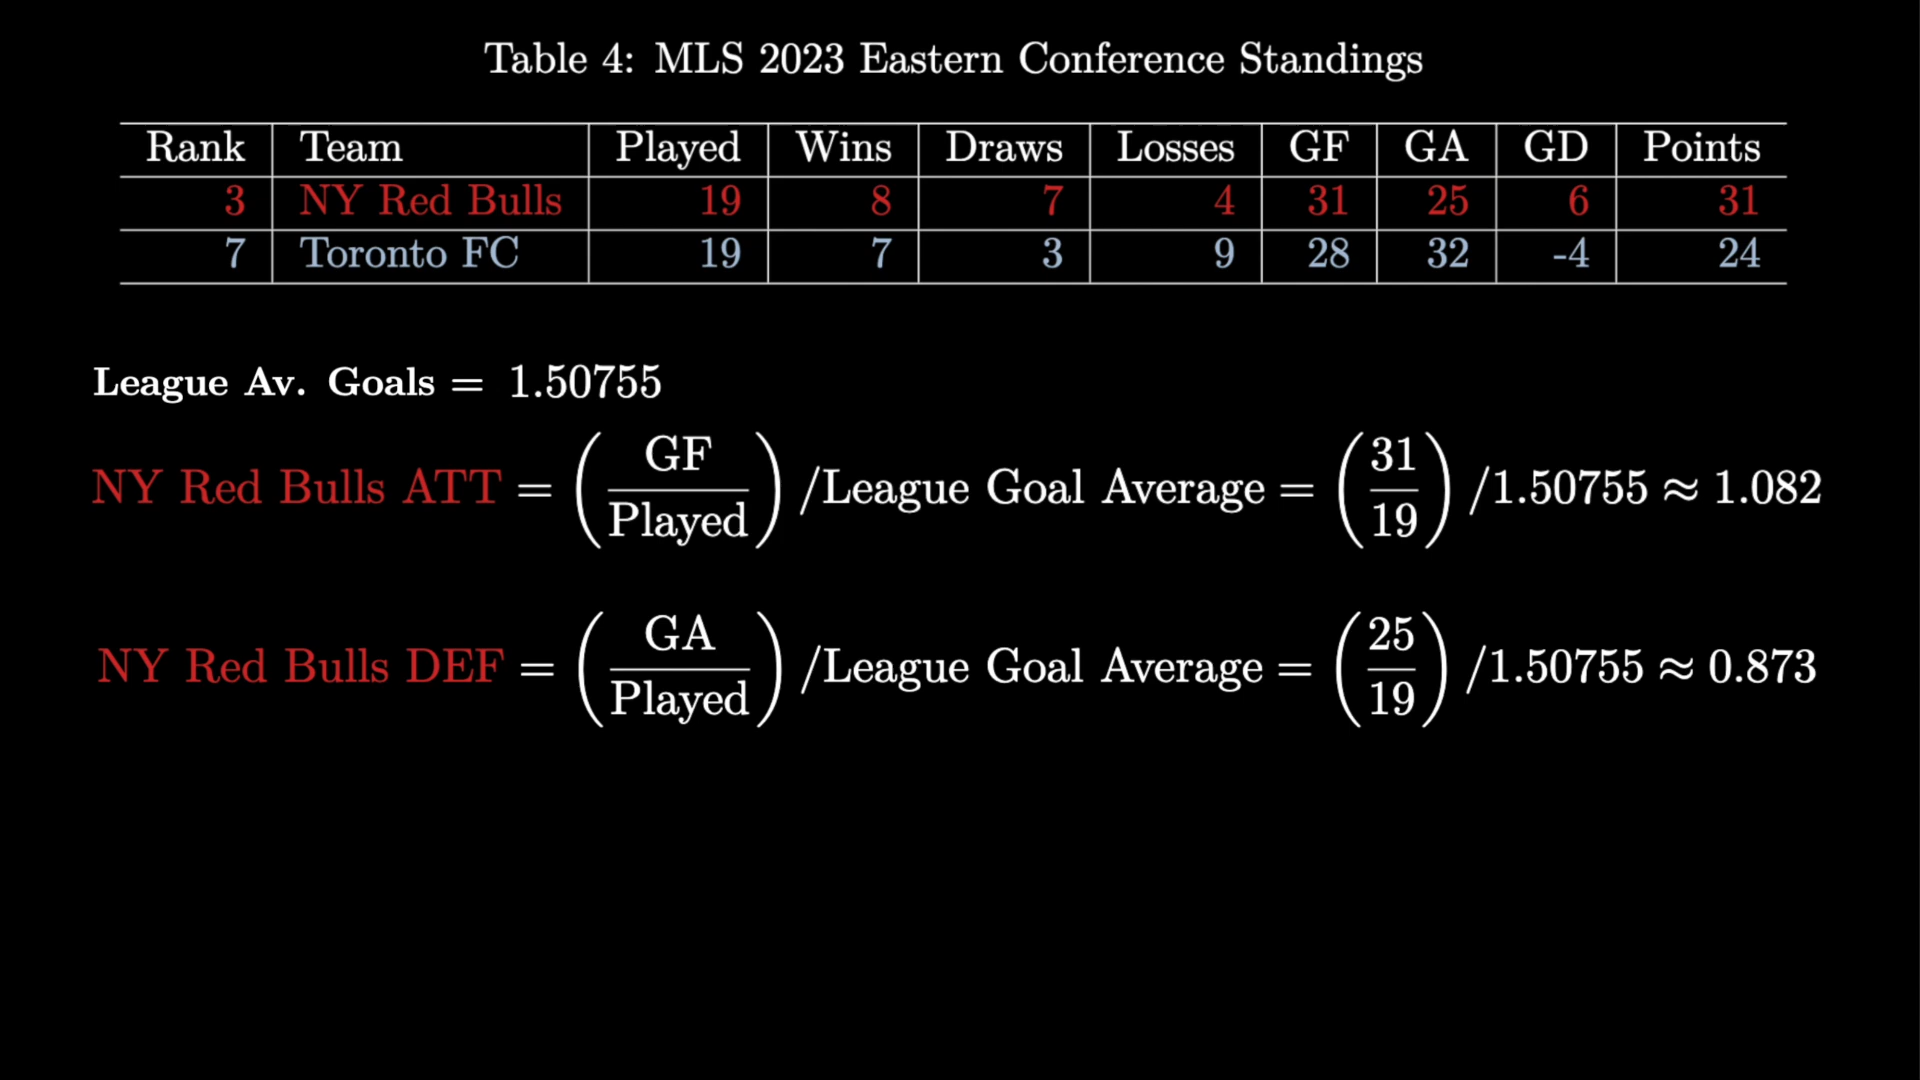 Table 4: MLS 2023 Eastern Conference Standings
Rank Team Played Wins Draws Losses GF GA GD Points
3 NY Red Bulls 19 8 7 4 31 25 6 31
7 Toronto FC 19 7 3 9 28 32 -4 24
League Av. Goals = 1.50755
NY Red Bulls ATT = (GF/Played) /League Goal Average = (31/19) /1.50755 ≈ 1.082
NY Red Bulls DEF = (GA/Played) /League Goal Average = (25/19) /1.50755 ≈ 0.873